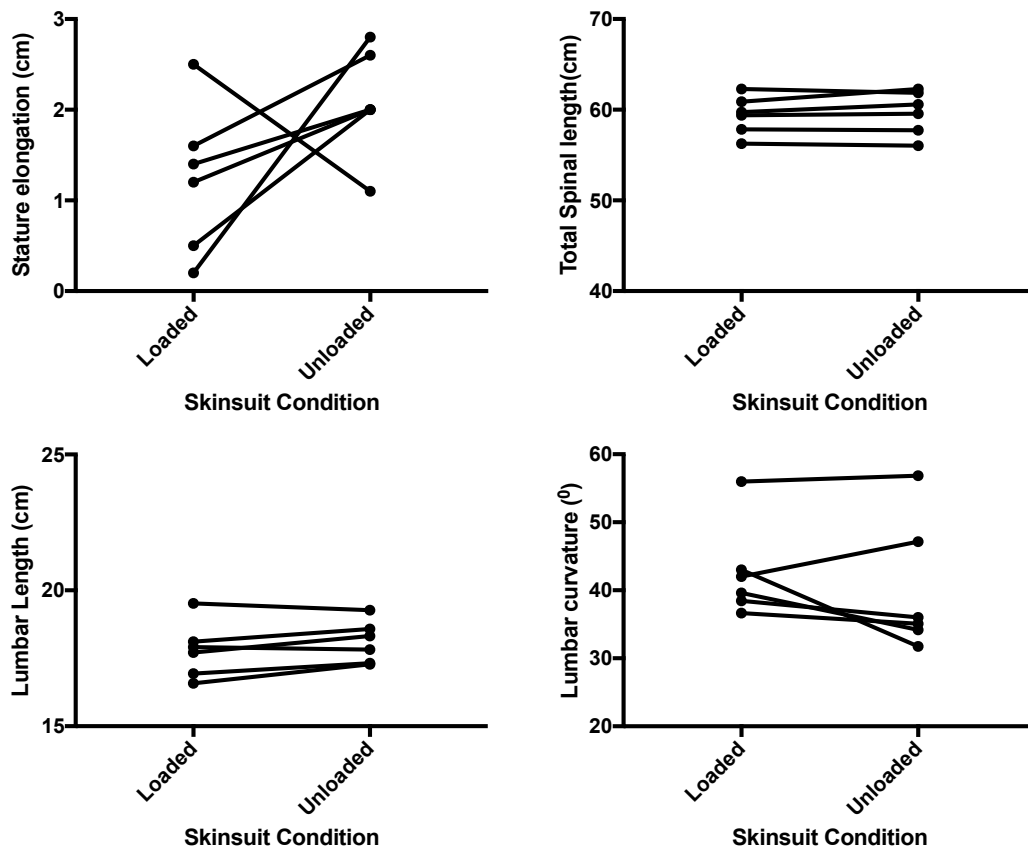 Stature elongation (cm)
3
2
1
0
Loaded
Unloaded
Skinsuit Condition
Total Spinal length(cm)
70
60
50
40
Loaded
Unloaded
Skinsuit Condition
Lumbar Length (cm)
25
20
15
Loaded
Unloaded
Skinsuit Condition
Lumbar curvature (⁰)
60
50
40
30
20
Loaded
Unloaded
Skinsuit Condition